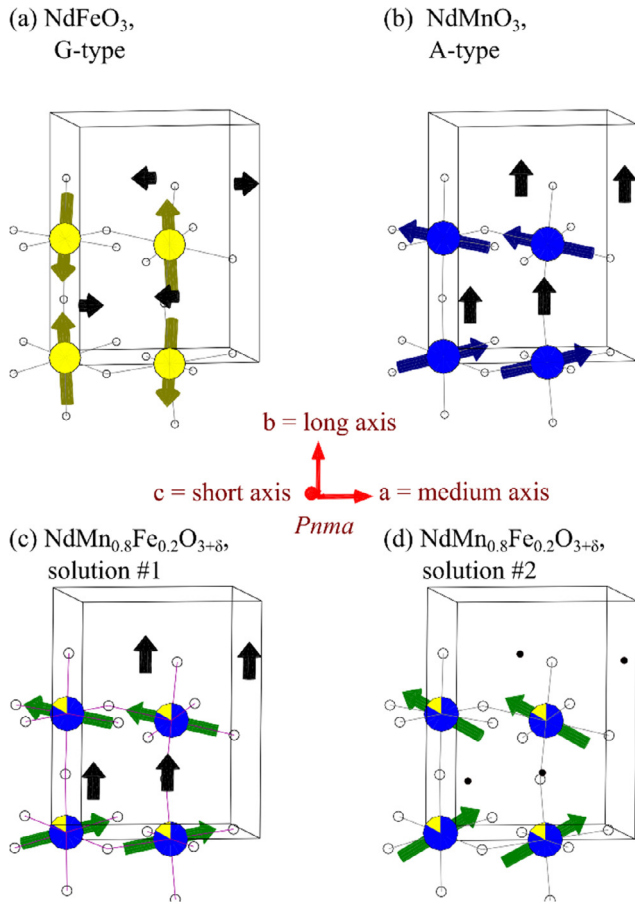 (a) NdFeO₃,
G-type
(b) NdMnO₃,
A-type
b = long axis
c = short axis
a = medium axis
Pnma
(c) NdMn₀.₈Fe₀.₂O₃₊δ,
solution #1
(d) NdMn₀.₈Fe₀.₂O₃₊δ,
solution #2